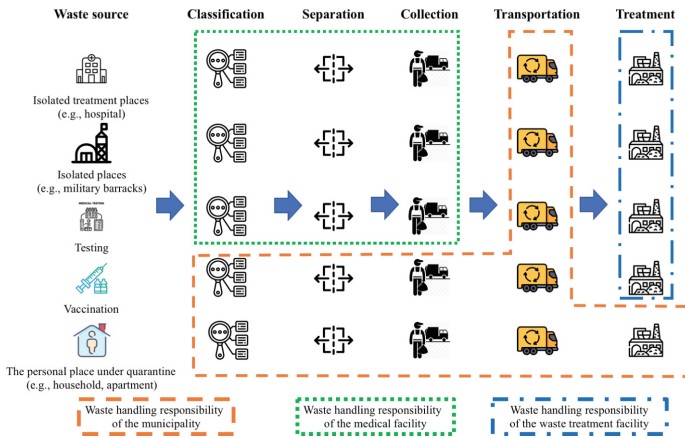 Waste source
Classification
Separation
Collection
Transportation
Treatment
Isolated treatment places
(e.g., hospital)
Isolated places
(e.g., military barracks)
MEDICAL TESTING
Testing
Vaccination
The personal place under quarantine
(e.g., household, apartment)
Waste handling responsibility
of the municipality
Waste handling responsibility
of the medical facility
Waste handling responsibility
of the waste treatment facility